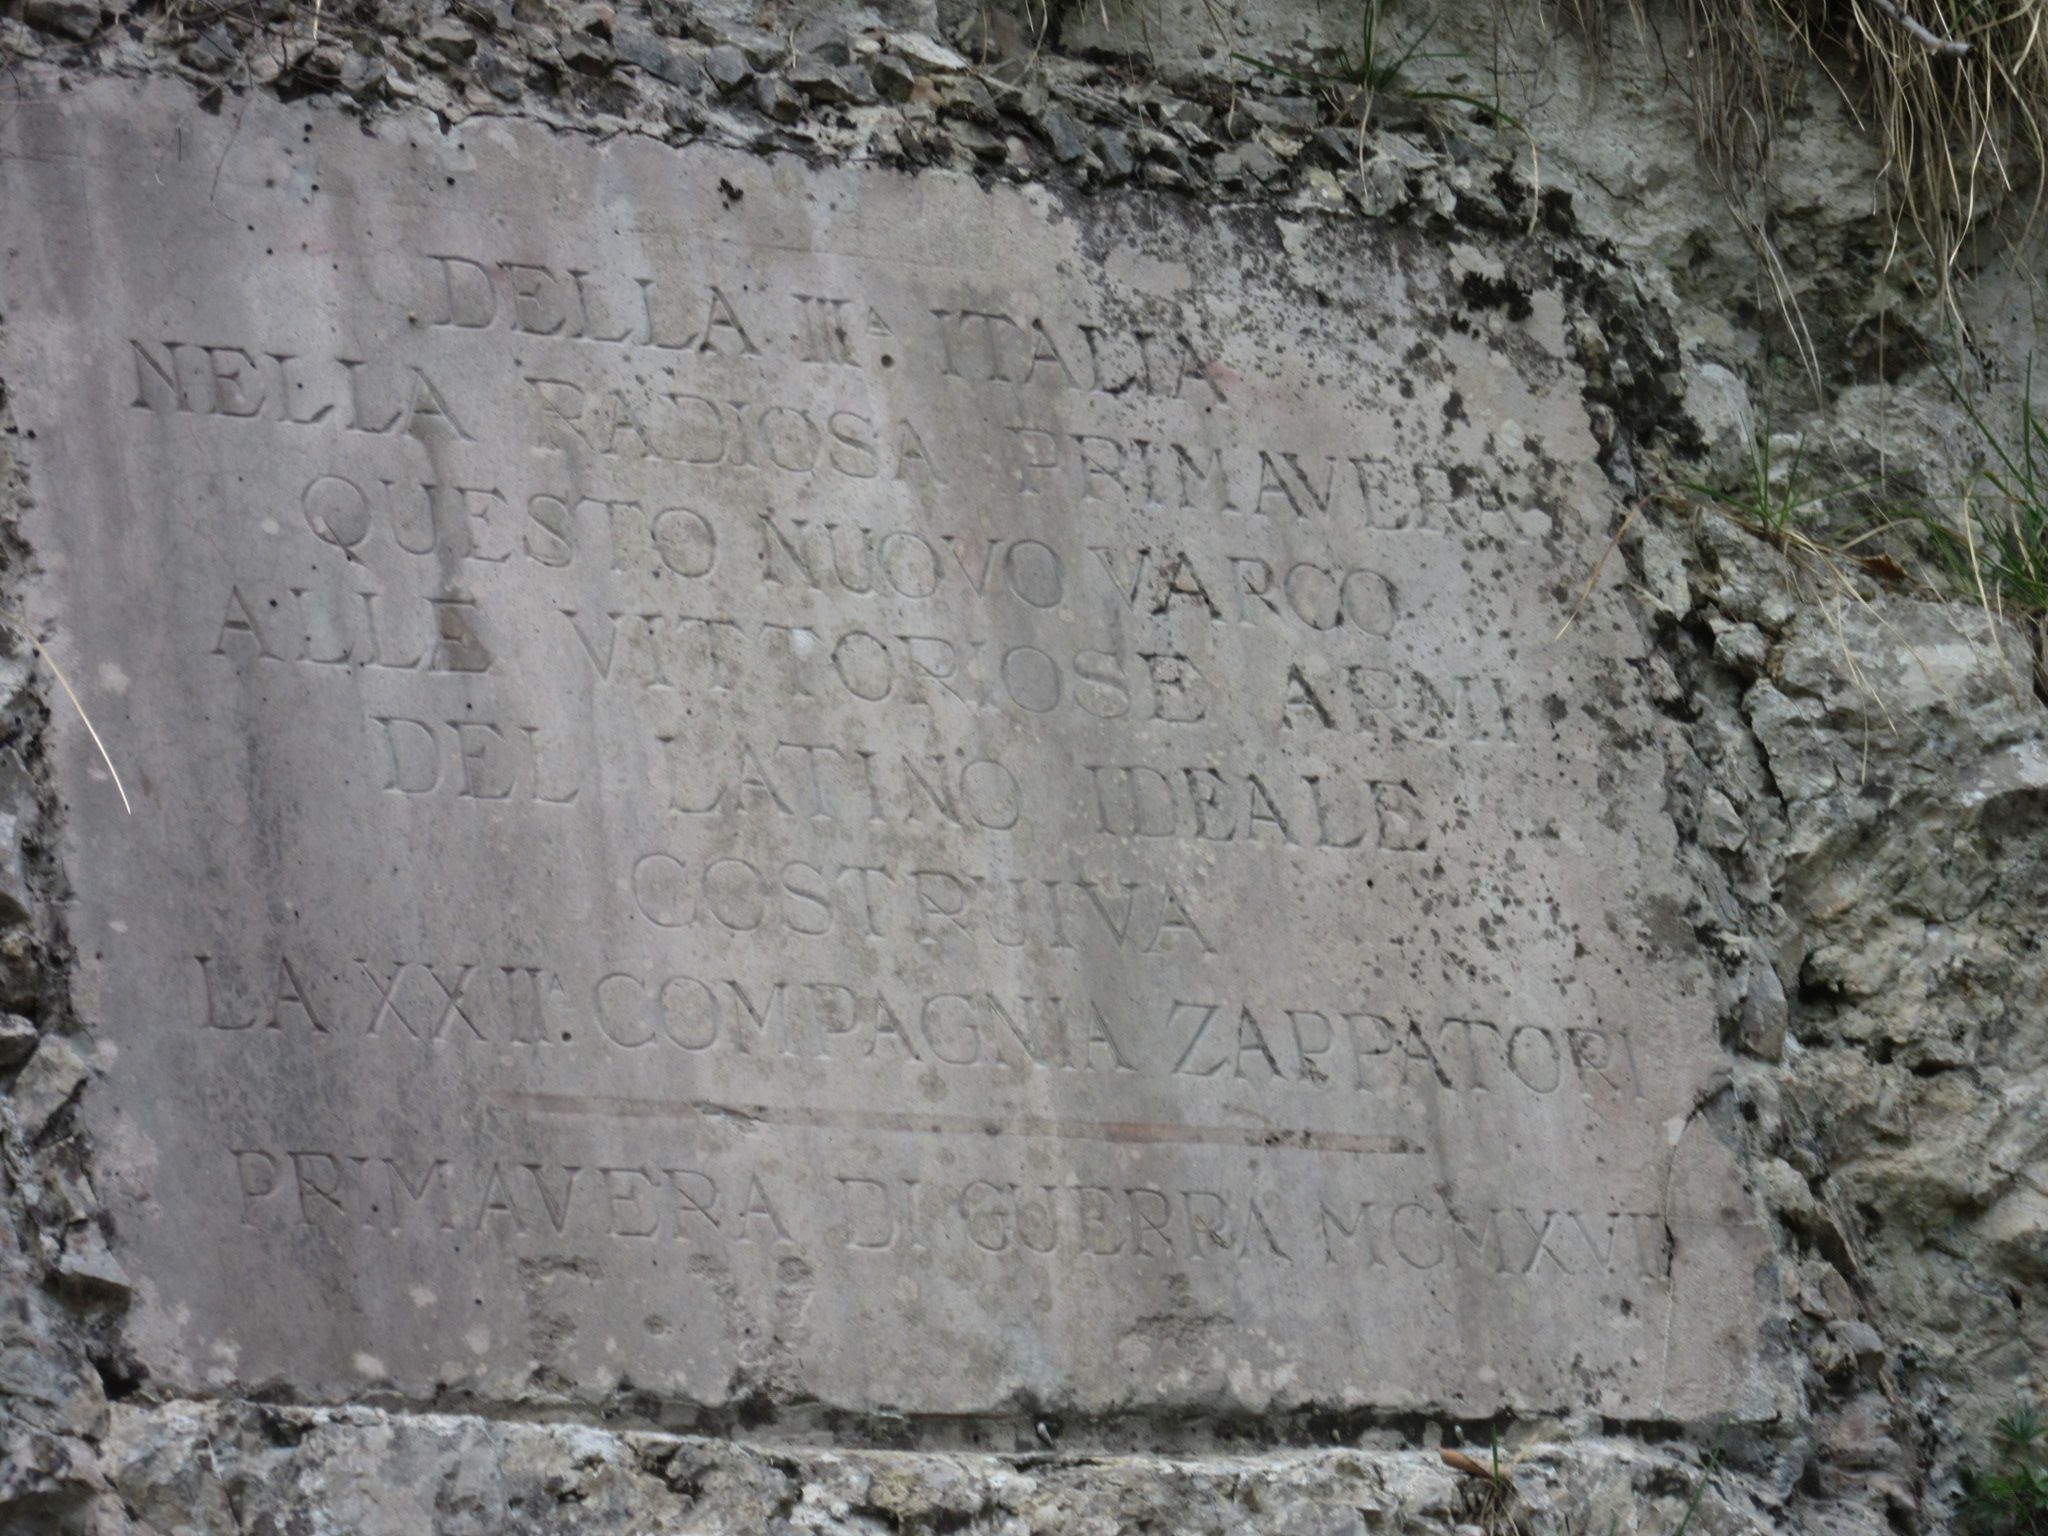 DELLA IIIA ITALIA
NELLA RADIOSA PRIMAVERA
QUESTO NUOVO VARCO
ALLE VITTORIOSE ARMI
DEL LATINO IDEALE
COSTRUIVA
LA XXIIA COMPAGNIA ZAPPATORI
PRIMAVERA DI GUERRA MCMXVII